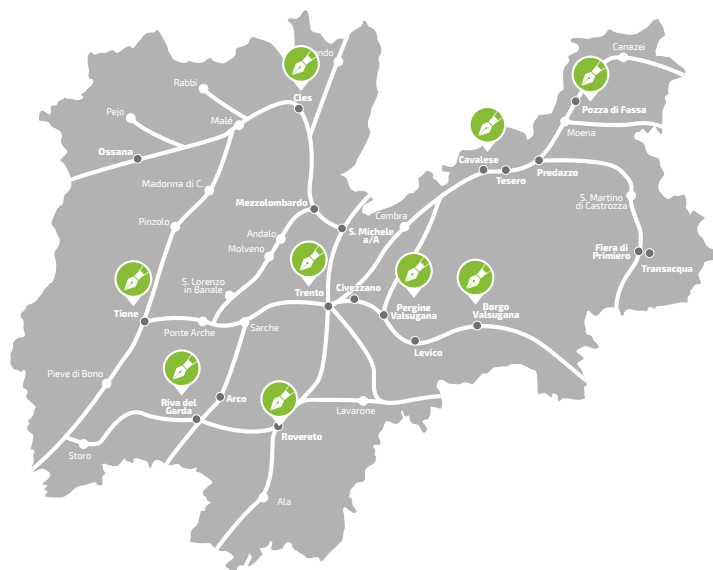 Canazei
ondo
Rabbi
Cles
Pozza di Fassa
Pejo
Malé
Moena
Ossana
Cavalese
Predazzo
Tesero
Madonna di C.
Mezzolombardo
S. Martino
di Castrozza
Pinzolo
Cembra
Andalo
S. Michele
a/A
Molveno
Fiera di
Primiero
Transacqua
S. Lorenzo
in Banale
Trento
Civezzano
Tione
Pergine
Valsugana
Borgo
Valsugana
Ponte Arche
Sarche
Levico
Pieve di Bono
Riva del
Garda
Arco
Lavarone
Rovereto
Storo
Ala